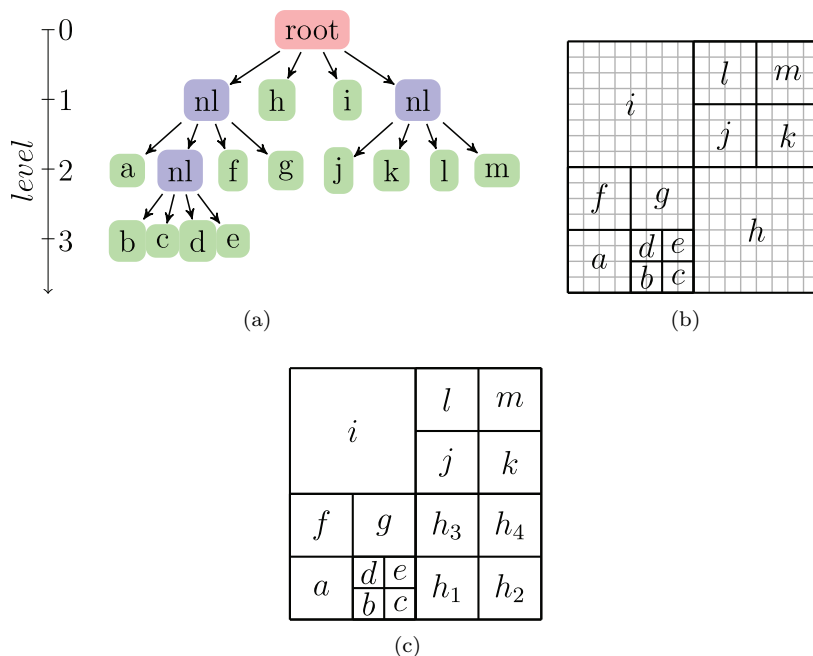 level
0
root
1
nl h i nl
2
a nl f g j k l m
3
b c d e
(a)
l m
i
j k
f g
h
d e
a
b c
(b)
l m
i
j k
f g h3 h4
d e
a h1 h2
b c
(c)